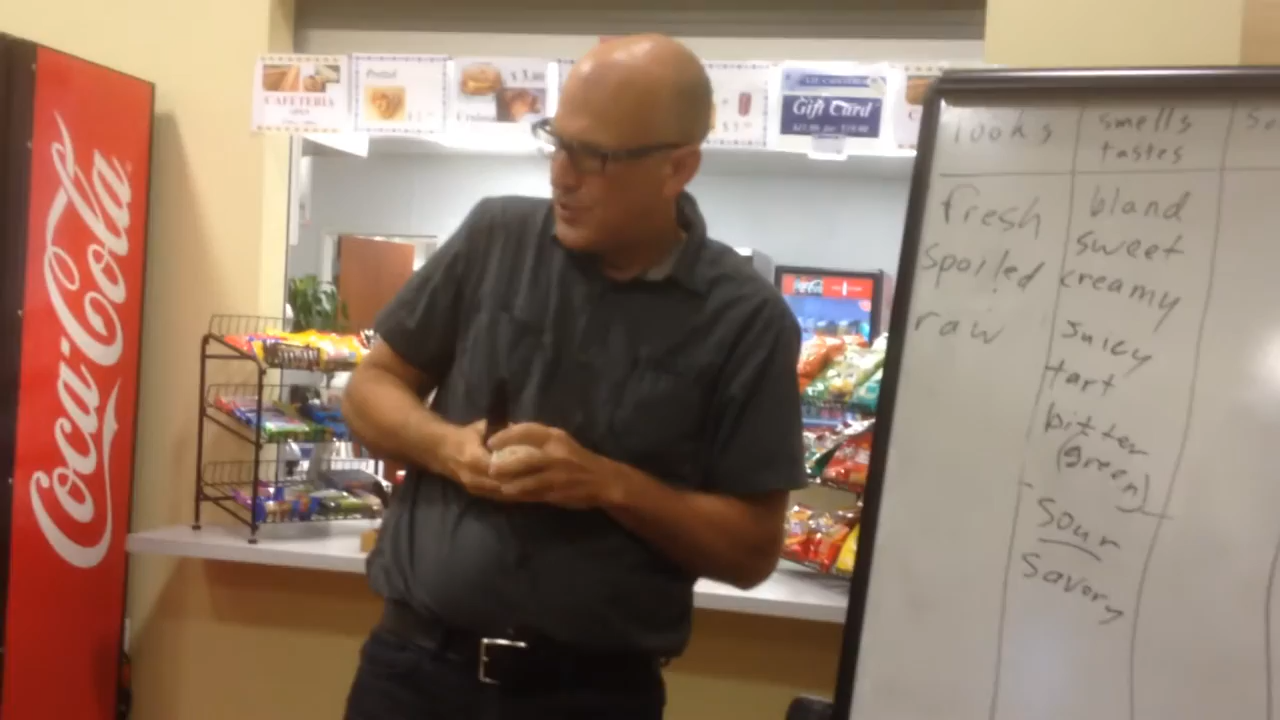 Coca-Cola
CAFETERIA
Pretzel
Gift Card
looks
smells
tastes
fresh
spoiled
raw
bland
sweet
creamy
juicy
tart
bitter
(green)
sour
savory